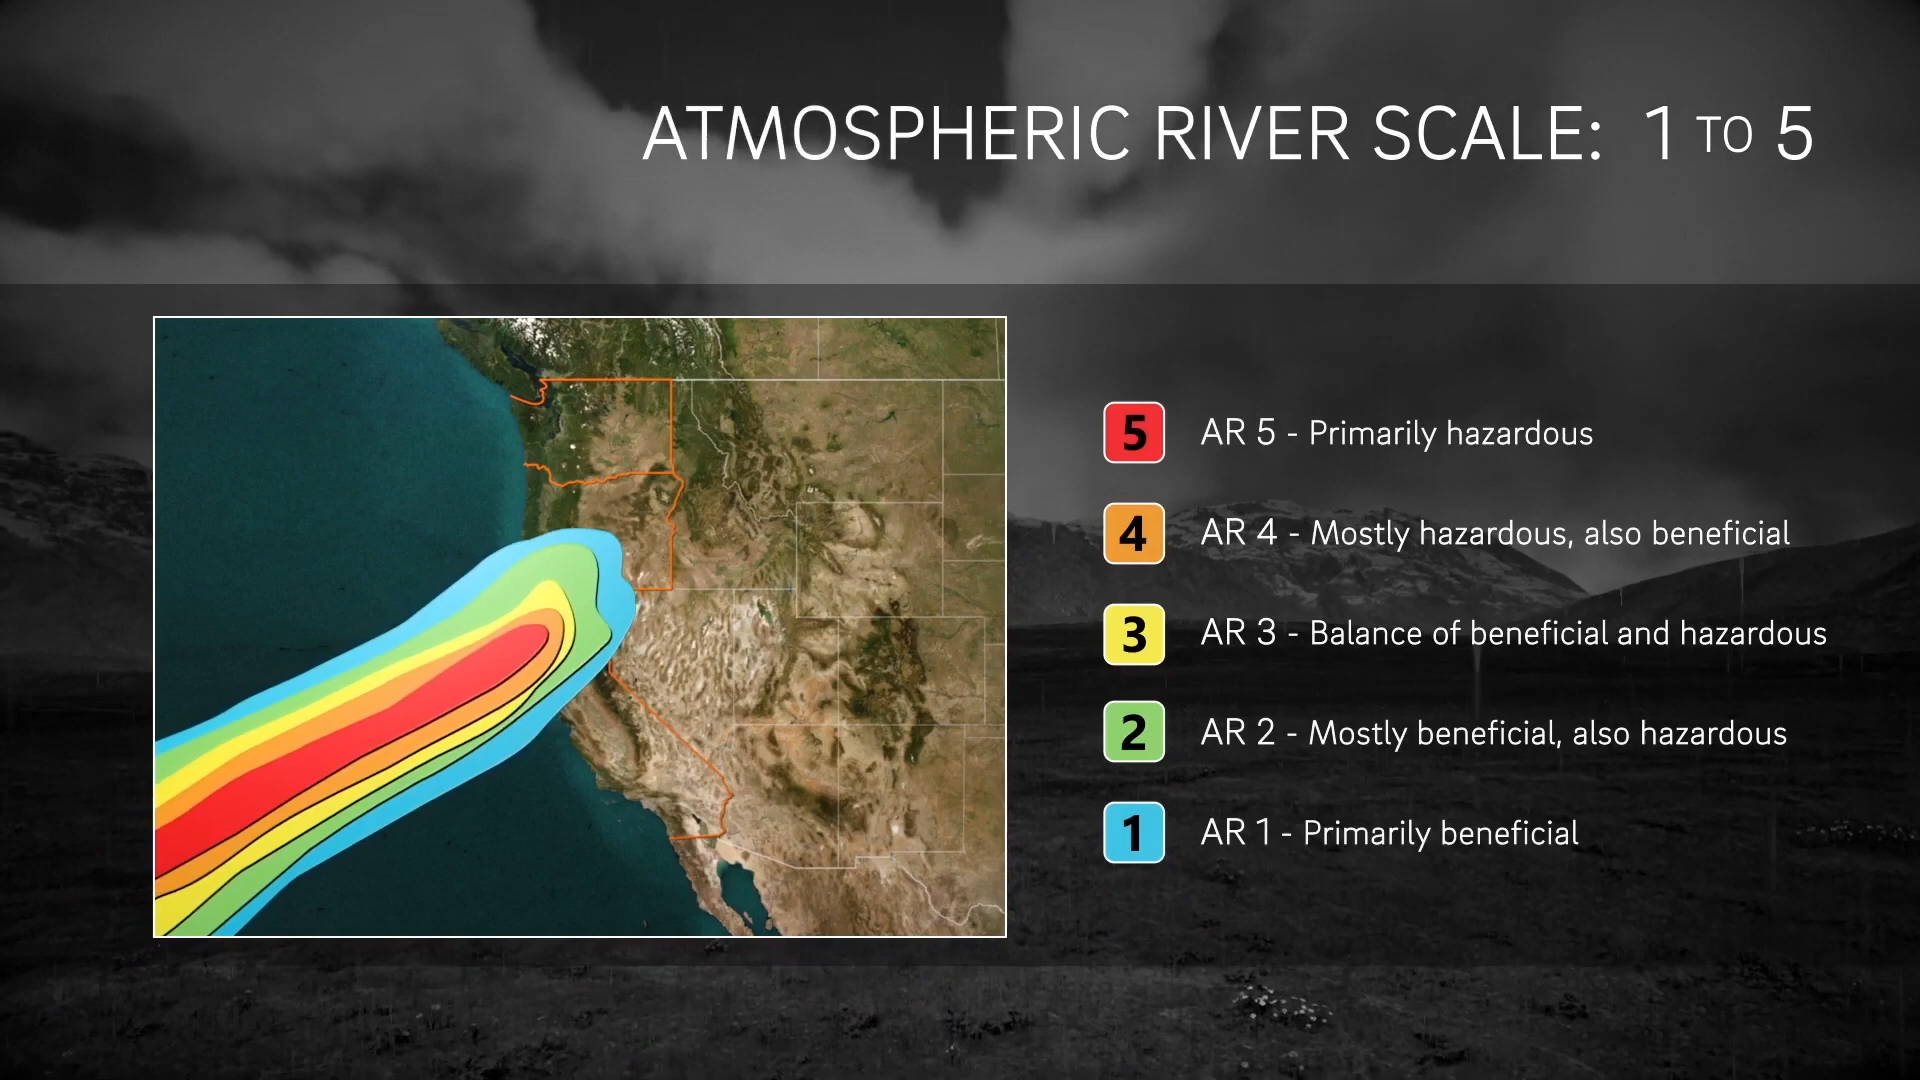 ATMOSPHERIC RIVER SCALE: 1 TO 5
5 AR 5 - Primarily hazardous
4 AR 4 - Mostly hazardous, also beneficial
3 AR 3 - Balance of beneficial and hazardous
2 AR 2 - Mostly beneficial, also hazardous
1 AR 1 - Primarily beneficial